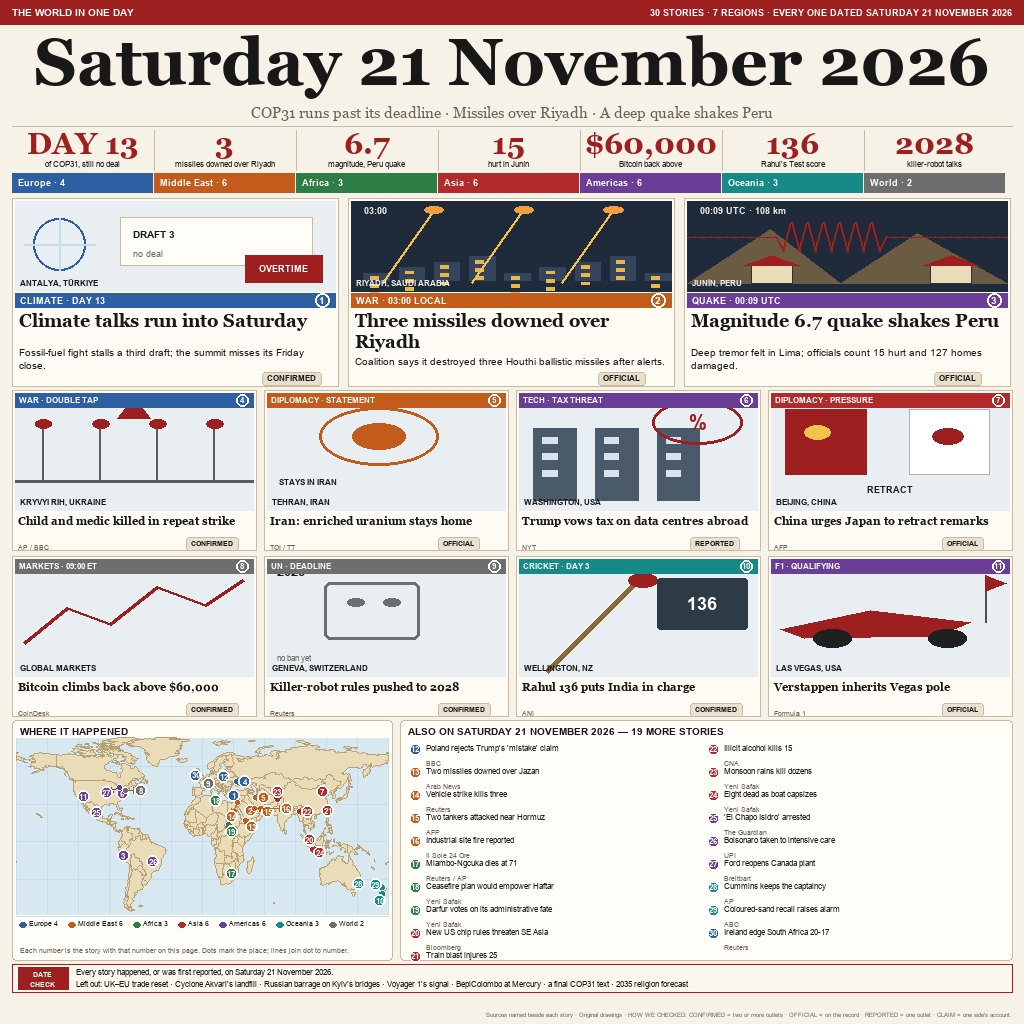 THE WORLD IN ONE DAY
30 STORIES · 7 REGIONS · EVERY ONE DATED SATURDAY 21 NOVEMBER 2026
Saturday 21 November 2026
COP31 runs past its deadline · Missiles over Riyadh · A deep quake shakes Peru
DAY 13
of COP31, still no deal
3
missiles downed over Riyadh
6.7
magnitude, Peru quake
15
hurt in Junín
$60,000
Bitcoin back above
136
Rahul's Test score
2028
killer-robot talks
Europe · 4
Middle East · 6
Africa · 3
Asia · 6
Americas · 6
Oceania · 3
World · 2
DRAFT 3
no deal
OVERTIME
ANTALYA, TÜRKIYE
CLIMATE · DAY 13
1
Climate talks run into Saturday
Fossil-fuel fight stalls a third draft; the summit misses its Friday
close.
CONFIRMED
03:00
RIYADH, SAUDI ARABIA
WAR · 03:00 LOCAL
2
Three missiles downed over
Riyadh
Coalition says it destroyed three Houthi ballistic missiles after alerts.
OFFICIAL
00:09 UTC · 108 km
JUNÍN, PERU
QUAKE · 00:09 UTC
3
Magnitude 6.7 quake shakes Peru
Deep tremor felt in Lima; officials count 15 hurt and 127 homes
damaged.
OFFICIAL
WAR · DOUBLE TAP
4
KRYVYI RIH, UKRAINE
Child and medic killed in repeat strike
AP / BBC
CONFIRMED
DIPLOMACY · STATEMENT
5
STAYS IN IRAN
TEHRAN, IRAN
Iran: enriched uranium stays home
TOI / TT
OFFICIAL
TECH · TAX THREAT
6
%
WASHINGTON, USA
Trump vows tax on data centres abroad
NYT
REPORTED
DIPLOMACY · PRESSURE
7
RETRACT
BEIJING, CHINA
China urges Japan to retract remarks
AFP
OFFICIAL
MARKETS · 09:00 ET
8
GLOBAL MARKETS
Bitcoin climbs back above $60,000
CoinDesk
CONFIRMED
UN · DEADLINE
9
2028
no ban yet
GENEVA, SWITZERLAND
Killer-robot rules pushed to 2028
Reuters
CONFIRMED
CRICKET · DAY 3
10
136
WELLINGTON, NZ
Rahul 136 puts India in charge
ANI
CONFIRMED
F1 · QUALIFYING
11
LAS VEGAS, USA
Verstappen inherits Vegas pole
Formula 1
OFFICIAL
WHERE IT HAPPENED
Europe 4
Middle East 6
Africa 3
Asia 6
Americas 6
Oceania 3
World 2
Each number is the story with that number on this page. Dots mark the place; lines join dot to number.
ALSO ON SATURDAY 21 NOVEMBER 2026 — 19 MORE STORIES
12 Poland rejects Trump's 'mistake' claim
BBC
13 Two missiles downed over Jazan
Arab News
14 Vehicle strike kills three
Reuters
15 Two tankers attacked near Hormuz
AFP
16 Industrial site fire reported
Il Sole 24 Ore
17 Mlambo-Ngcuka dies at 71
Reuters / AP
18 Ceasefire plan would empower Haftar
Yeni Safak
19 Darfur votes on its administrative fate
Yeni Safak
20 New US chip rules threaten SE Asia
Bloomberg
21 Train blast injures 25
22 Illicit alcohol kills 15
CNA
23 Monsoon rains kill dozens
Yeni Safak
24 Eight dead as boat capsizes
Yeni Safak
25 'El Chapo Isidro' arrested
The Guardian
26 Bolsonaro taken to intensive care
UPI
27 Ford reopens Canada plant
Breitbart
28 Cummins keeps the captaincy
AP
29 Coloured-sand recall raises alarm
ABC
30 Ireland edge South Africa 20-17
Reuters
DATE
CHECK
Every story happened, or was first reported, on Saturday 21 November 2026.
Left out: UK–EU trade reset · Cyclone Akvari's landfill · Russian barrage on Kyiv's bridges · Voyager 1's signal · BepiColombo at Mercury · a final COP31 text · 2035 religion forecast
Sources named beside each story · Original drawings · HOW WE CHECKED: CONFIRMED = two or more outlets · OFFICIAL = on the record · REPORTED = one outlet · CLAIM = one side's account.